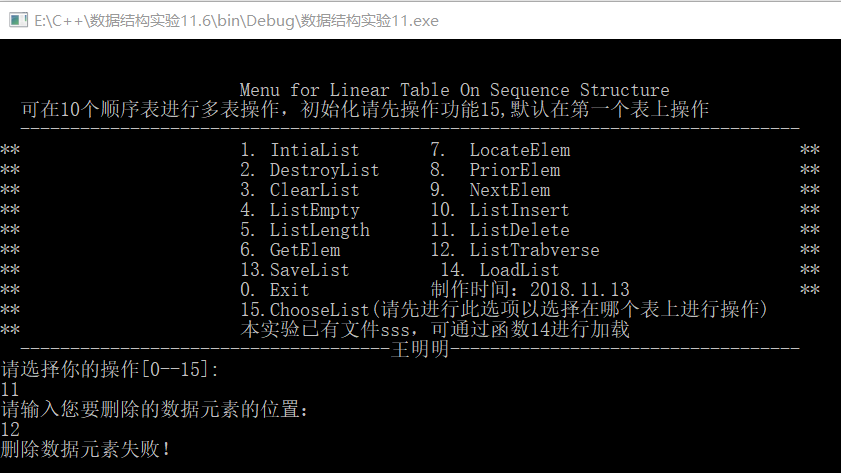 E:\C++\数据结构实验11.6\bin\Debug\数据结构实验11.exe
Menu for Linear Table On Sequence Structure
可在10个顺序表进行多表操作，初始化请先操作功能15,默认在第一个表上操作
------------------------------------------------------------------------------
** 1. IntiaList 7. LocateElem **
** 2. DestroyList 8. PriorElem **
** 3. ClearList 9. NextElem **
** 4. ListEmpty 10. ListInsert **
** 5. ListLength 11. ListDelete **
** 6. GetElem 12. ListTrabverse **
** 13.SaveList 14. LoadList **
** 0. Exit 制作时间：2018.11.13 **
** 15.ChooseList(请先进行此选项以选择在哪个表上进行操作)
** 本实验已有文件sss，可通过函数14进行加载
-------------------------------------王明明-----------------------------------
请选择你的操作[0--15]:
11
请输入您要删除的数据元素的位置：
12
删除数据元素失败！